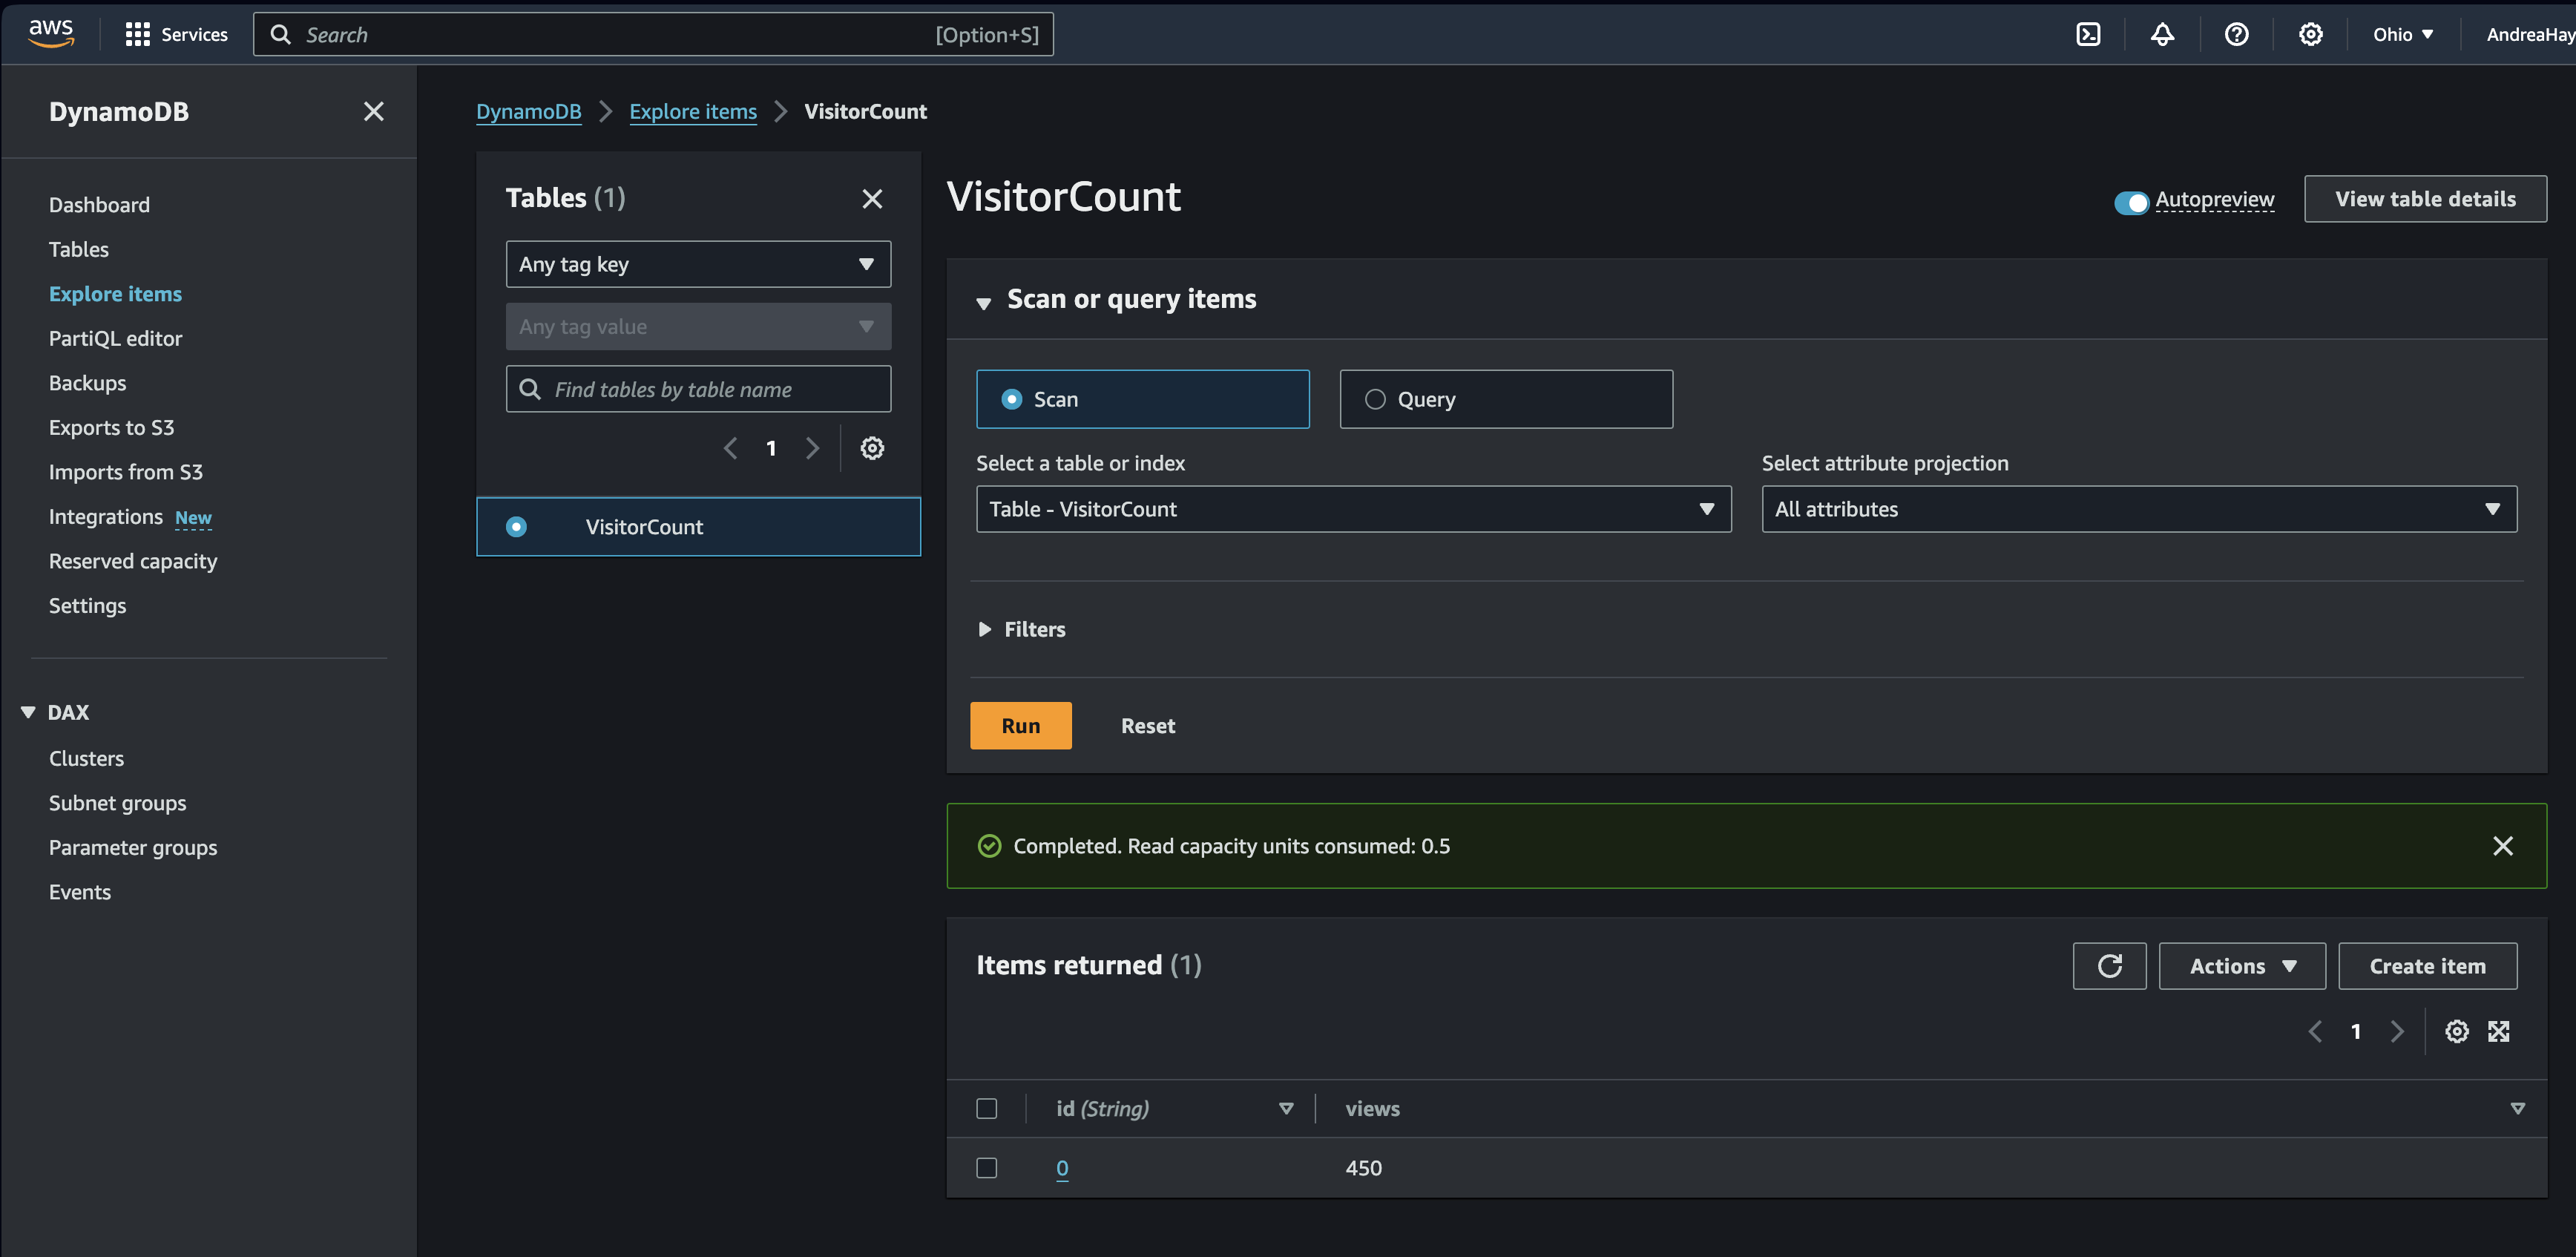 aws
Services
Search
[Option+S]
Ohio
AndreaHay
DynamoDB
Dashboard
Tables
Explore items
PartiQL editor
Backups
Exports to S3
Imports from S3
Integrations New
Reserved capacity
Settings
DAX
Clusters
Subnet groups
Parameter groups
Events
DynamoDB
Explore items
VisitorCount
Tables (1)
Any tag key
Any tag value
Find tables by table name
1
VisitorCount
VisitorCount
Autopreview
View table details
Scan or query items
Scan
Query
Select a table or index
Select attribute projection
Table - VisitorCount
All attributes
Filters
Run
Reset
Completed. Read capacity units consumed: 0.5
Items returned (1)
Actions
Create item
1
id (String)
views
0
450